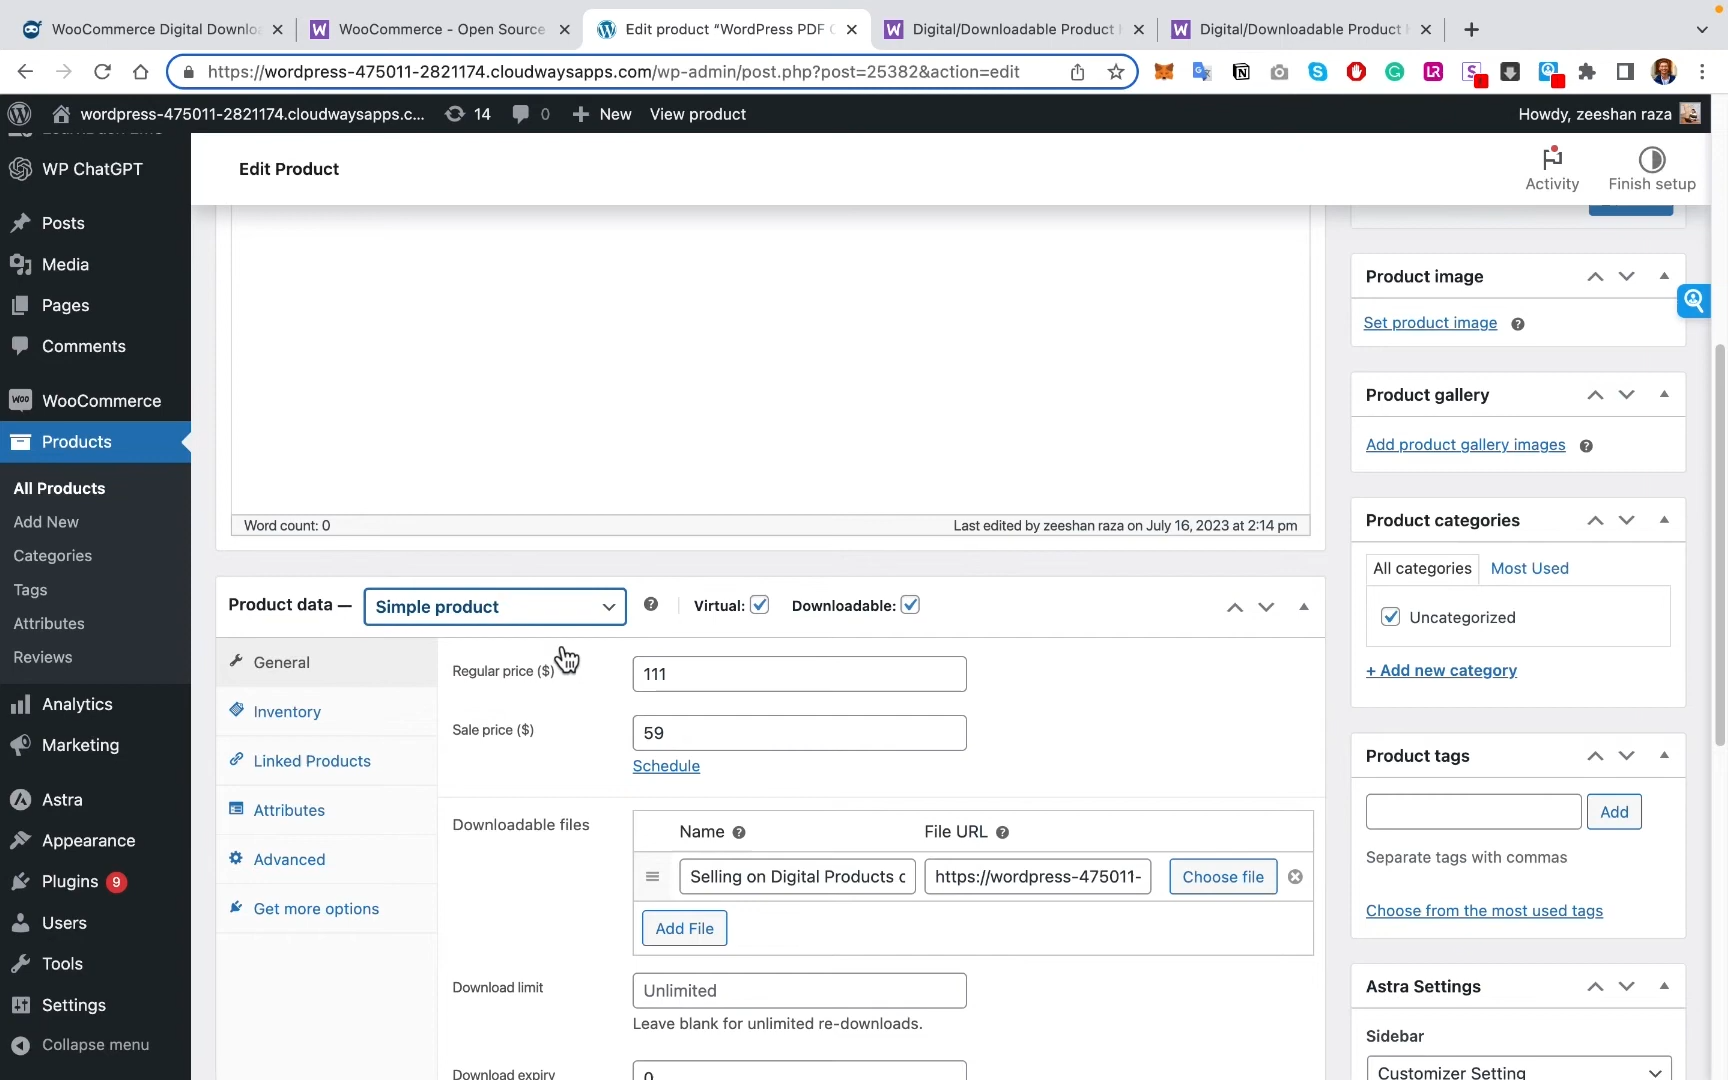 WooCommerce Digital Downlo
WooCommerce - Open Source
Edit product “WordPress PDF
Digital/Downloadable Product
Digital/Downloadable Product
https://wordpress-475011-2821174.cloudwaysapps.com/wp-admin/post.php?post=25382&action=edit
wordpress-475011-2821174.cloudwaysapps.c...
14
0
New
View product
Howdy, zeeshan raza
WP ChatGPT
Posts
Media
Pages
Comments
WooCommerce
Products
All Products
Add New
Categories
Tags
Attributes
Reviews
Analytics
Marketing
Astra
Appearance
Plugins 9
Users
Tools
Settings
Collapse menu
Edit Product
Activity
Finish setup
Word count: 0
Last edited by zeeshan raza on July 16, 2023 at 2:14 pm
Product data —
Simple product
Virtual:
Downloadable:
General
Inventory
Linked Products
Attributes
Advanced
Get more options
Regular price ($)
111
Sale price ($)
59
Schedule
Downloadable files
Name
File URL
Selling on Digital Products
https://wordpress-475011-
Choose file
Add File
Download limit
Unlimited
Leave blank for unlimited re-downloads.
Download expiry
0
Product image
Set product image
Product gallery
Add product gallery images
Product categories
All categories
Most Used
Uncategorized
+ Add new category
Product tags
Add
Separate tags with commas
Choose from the most used tags
Astra Settings
Sidebar
Customizer Setting